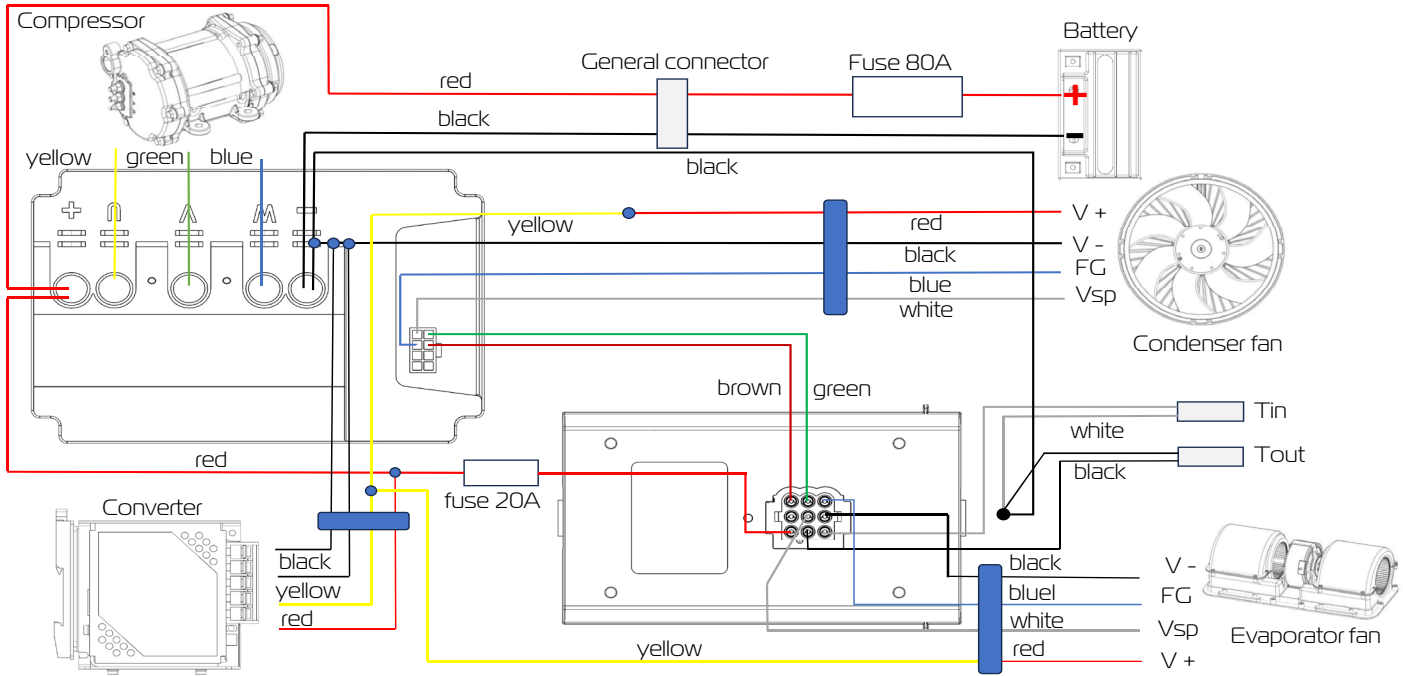 Compressor
Battery
General connector
Fuse 80A
red
black
yellow
green
blue
black
+
-
+
U
V
W
-
yellow
red
V +
black
V -
blue
FG
white
Vsp
Condenser fan
brown
green
Tin
white
Tout
black
red
fuse 20A
Converter
black
yellow
red
black
V -
bluel
FG
white
Vsp
red
V +
Evaporator fan
yellow